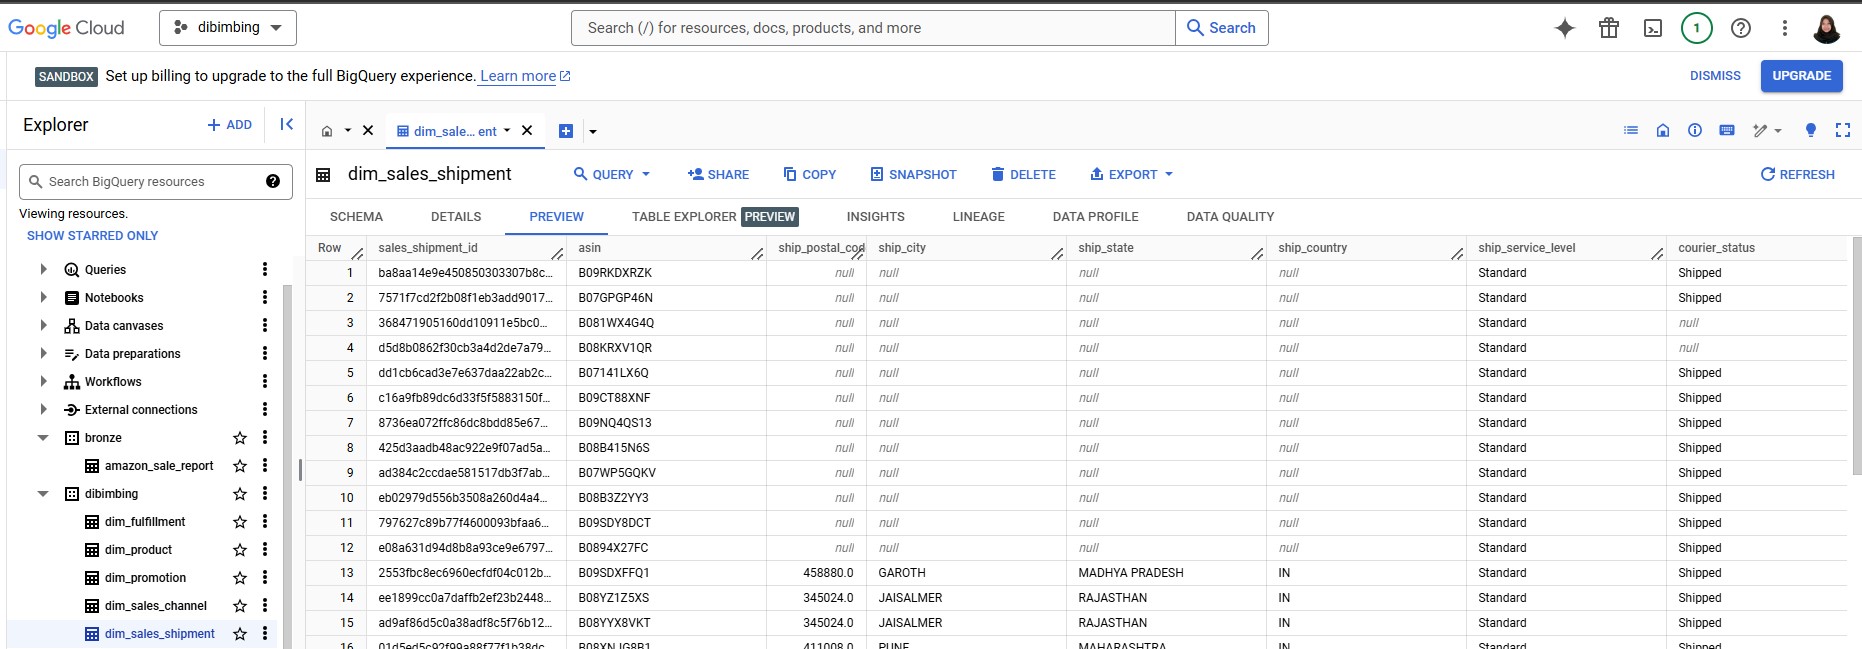 Google Cloud
dibimbing
Search (/) for resources, docs, products, and more
Search
1
SANDBOX Set up billing to upgrade to the full BigQuery experience. Learn more
DISMISS
UPGRADE
Explorer
+ ADD
dim_sale... ent
Search BigQuery resources
Viewing resources.
SHOW STARRED ONLY
Queries
Notebooks
Data canvases
Data preparations
Workflows
External connections
bronze
amazon_sale_report
dibimbing
dim_fulfillment
dim_product
dim_promotion
dim_sales_channel
dim_sales_shipment
dim_sales_shipment
QUERY
SHARE
COPY
SNAPSHOT
DELETE
EXPORT
REFRESH
SCHEMA DETAILS PREVIEW TABLE EXPLORER PREVIEW INSIGHTS LINEAGE DATA PROFILE DATA QUALITY
Row sales_shipment_id asin ship_postal_cod ship_city ship_state ship_country ship_service_level courier_status
1 ba8aa14e9e450850303307b8c... B09RKDXRZK null null null null Standard Shipped
2 7571f7cd2f2b08f1eb3add9017... B07GPGP46N null null null null Standard Shipped
3 368471905160dd10911e5bc0... B081WX4G4Q null null null null Standard null
4 d5d8b0862f30cb3a4d2de7a79... B08KRXV1QR null null null null Standard null
5 dd1cb6cad3e7e637daa22ab2c... B07141LX6Q null null null null Standard Shipped
6 c16a9fb89dc6d33f5f5883150f... B09CT88XNF null null null null Standard Shipped
7 8736ea072ffc86dc8bdd85e67... B09NQ4QS13 null null null null Standard Shipped
8 425d3aadb48ac922e9f07ad5a... B08B415N6S null null null null Standard Shipped
9 ad384c2ccdae581517db3f7ab... B07WP5GQKV null null null null Standard Shipped
10 eb02979d556b3508a260d4a4... B08B3Z2YY3 null null null null Standard Shipped
11 797627c89b77f4600093bfaa6... B09SDY8DCT null null null null Standard Shipped
12 e08a631d94d8b8a93ce9e6797... B0894X27FC null null null null Standard Shipped
13 2553fbc8ec6960ecfdf04c012b... B09SDXFFQ1 458880.0 GAROTH MADHYA PRADESH IN Standard Shipped
14 ee1899cc0a7daffb2ef23b2448... B08YZ1Z5XS 345024.0 JAISALMER RAJASTHAN IN Standard Shipped
15 ad9af86d5c0a38adf8c5f76b12... B08YYX8VKT 345024.0 JAISALMER RAJASTHAN IN Standard Shipped
16 01d5ed5c92f99a88f77f1b38dc... B08XNJG8B1 411008.0 PUNE MAHARASHTRA IN Standard Shipped